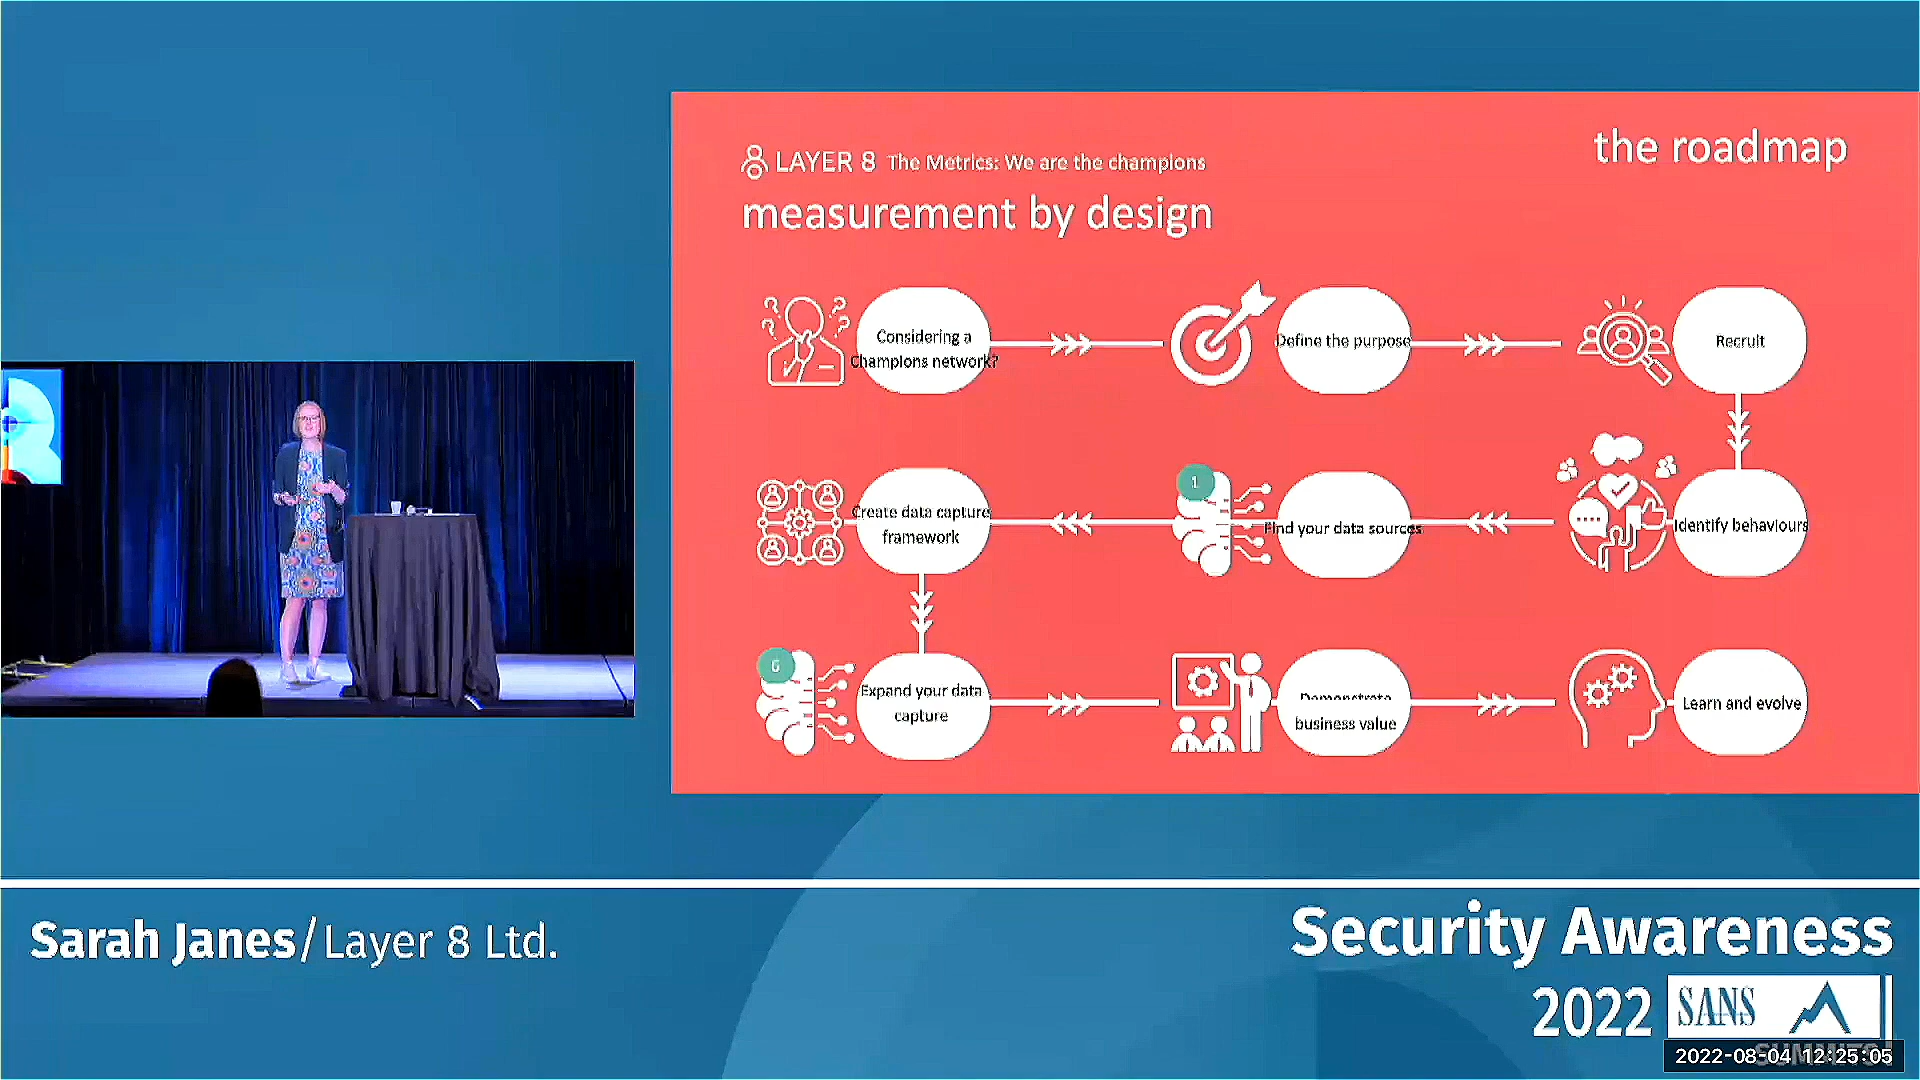 the roadmap
LAYER 8 The Metrics: We are the champions
measurement by design
Considering a
Champions network?
Define the purpose
Recruit
Identify behaviours
1
Find your data sources
Create data capture
framework
6
Expand your data
capture
Demonstrate
business value
Learn and evolve
Sarah Janes/Layer 8 Ltd.
Security Awareness
2022
SANS
SUMMITS
2022-08-04 12:25:05